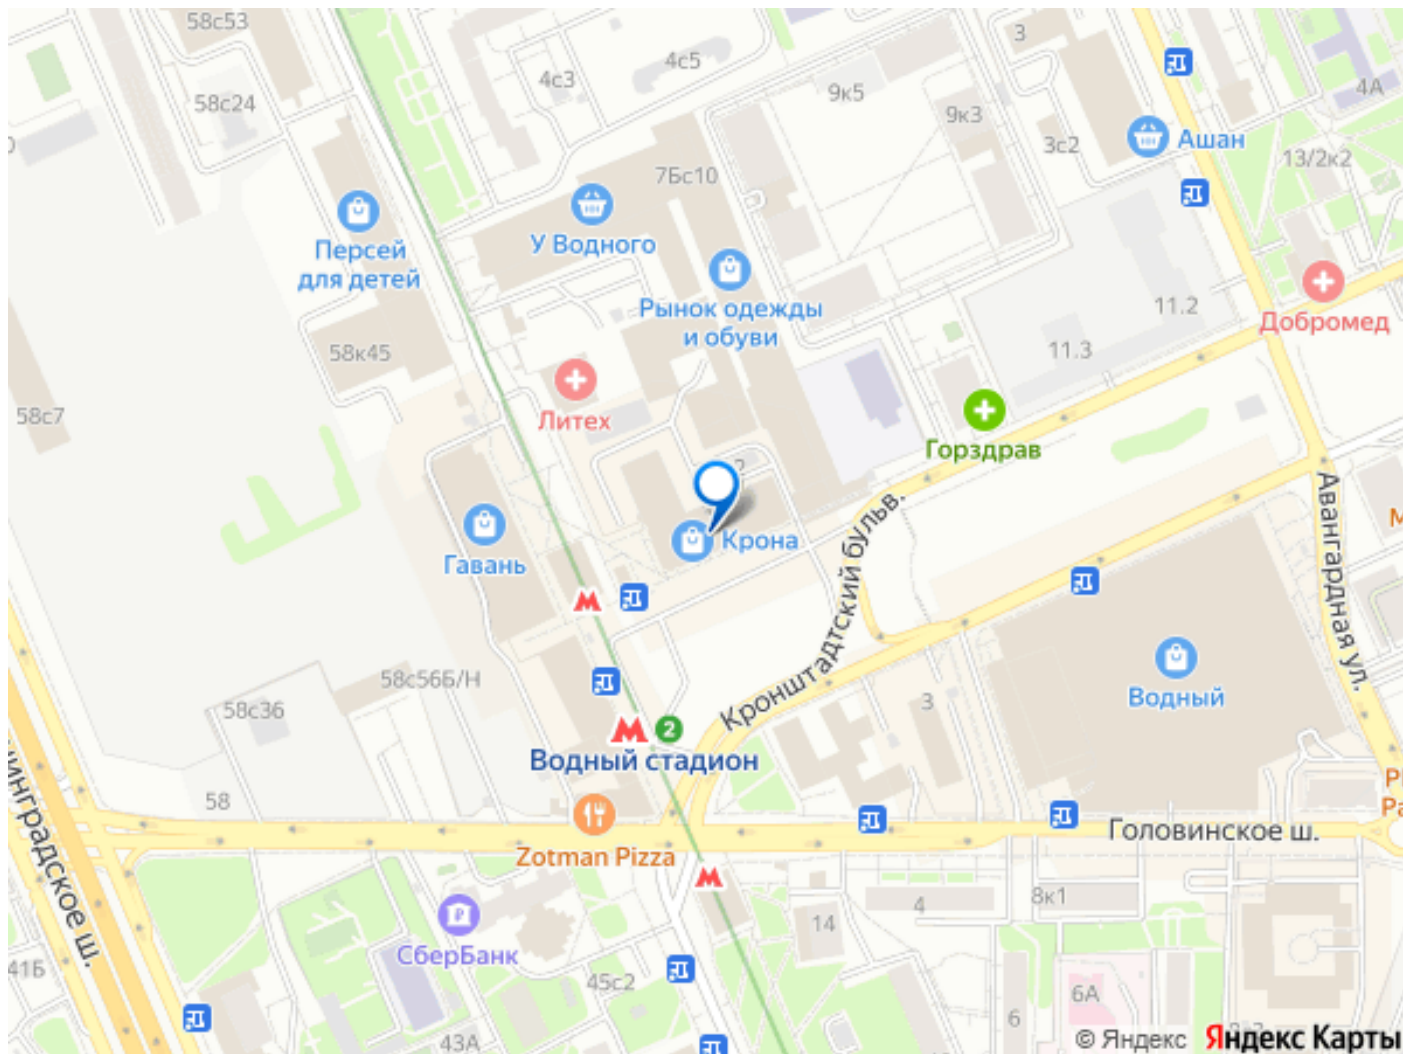 58с53
3
4с5
4с3
9к5
4А
58с24
9к3
Ашан
3с2
13/2к2
7Бс10
У Водного
Персей
для детей
Рынок одежды
и обуви
11.2
Добромед
58к45
11.3
58с7
Литех
Горздрав
2
Кронштадтский бульв.
Авангардная ул.
М
Крона
Гавань
58с56Б/Н
58с36
3
Водный
2
Водный стадион
58
Головинское ш.
Zotman Pizza
инградское ш.
8к1
4
14
СберБанк
41Б
45с2
6А
6
43А
© Яндекс Яндекс Карты